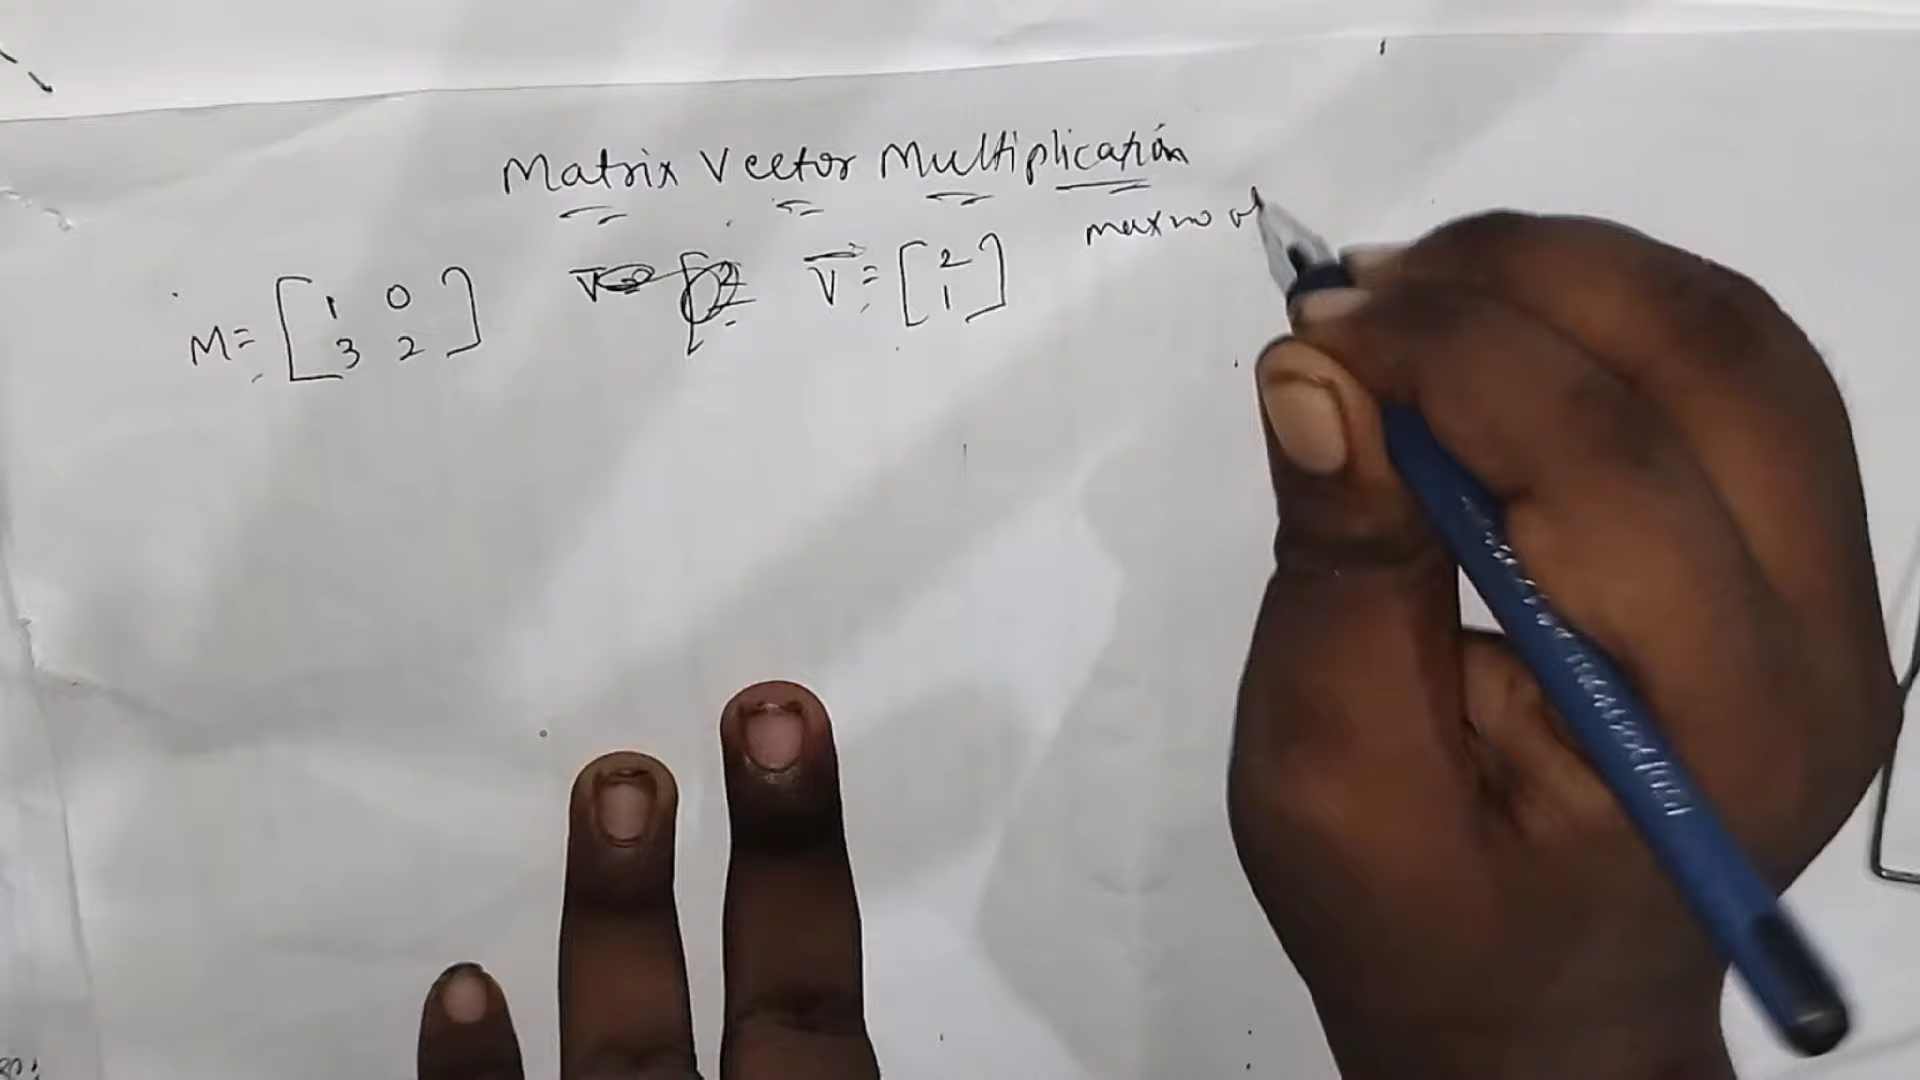 Matrix Vector Multiplication
max no of
M = [ 1 0
3 2 ]
V = [ 2
1 ]